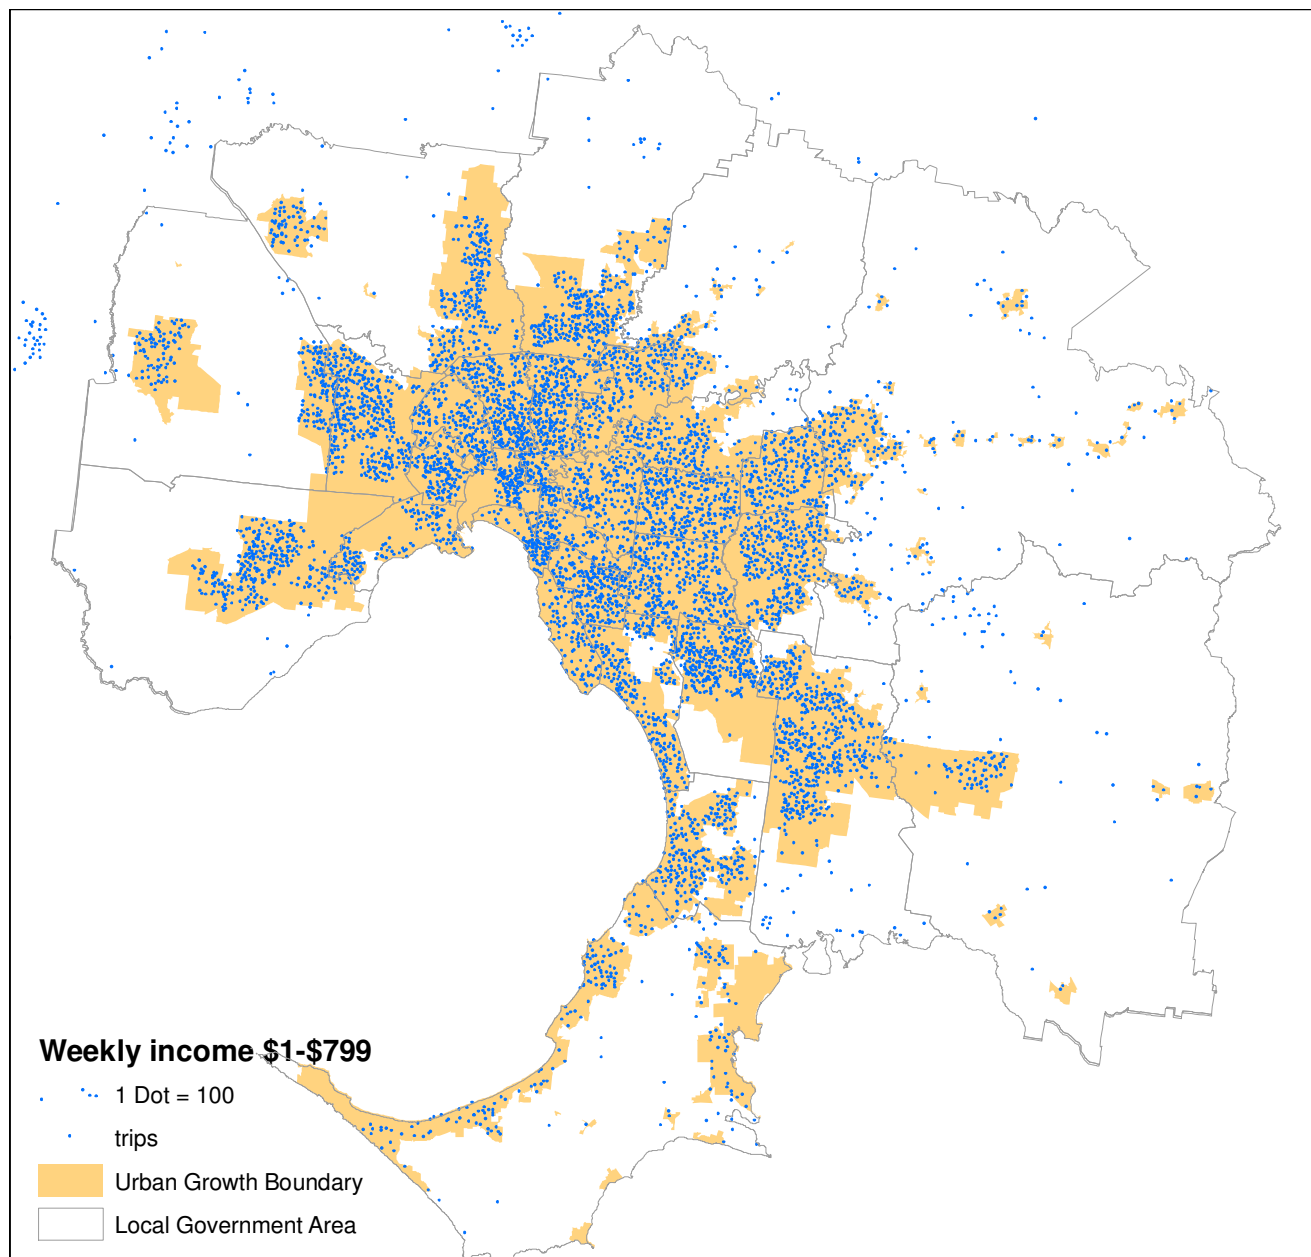 Weekly income $1-$799
1 Dot = 100
trips
Urban Growth Boundary
Local Government Area